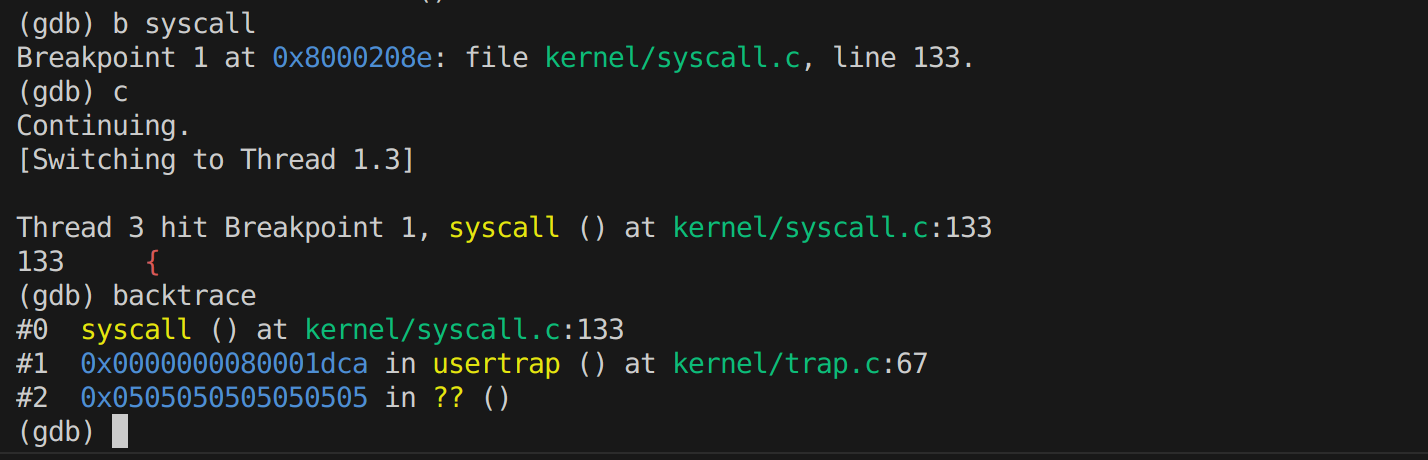 (gdb) b syscall
Breakpoint 1 at 0x8000208e: file kernel/syscall.c, line 133.
(gdb) c
Continuing.
[Switching to Thread 1.3]

Thread 3 hit Breakpoint 1, syscall () at kernel/syscall.c:133
133     {
(gdb) backtrace
#0  syscall () at kernel/syscall.c:133
#1  0x0000000080001dca in usertrap () at kernel/trap.c:67
#2  0x0505050505050505 in ?? ()
(gdb)